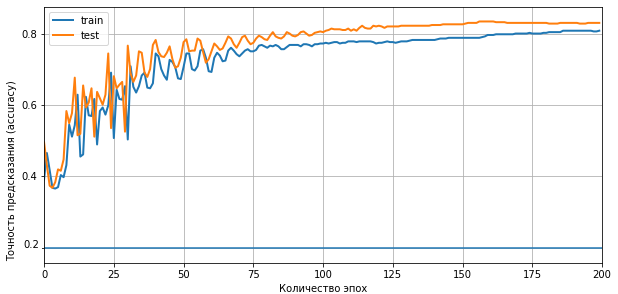 train
test
Точность предсказания (accuracy)
0.8
0.6
0.4
0.2
0 25 50 75 100 125 150 175 200
Количество эпох